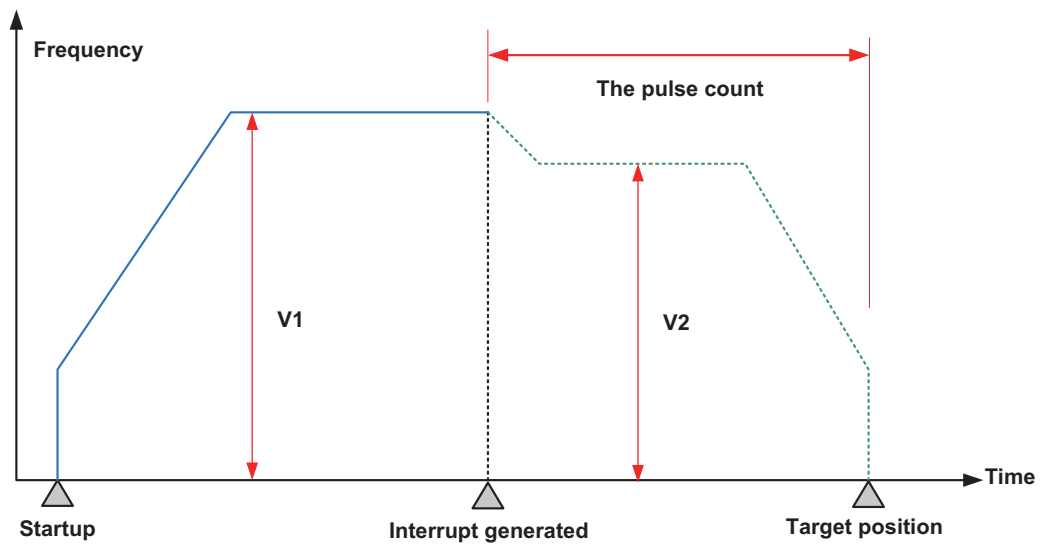 Frequency
The pulse count
V1
V2
Time
Startup
Interrupt generated
Target position